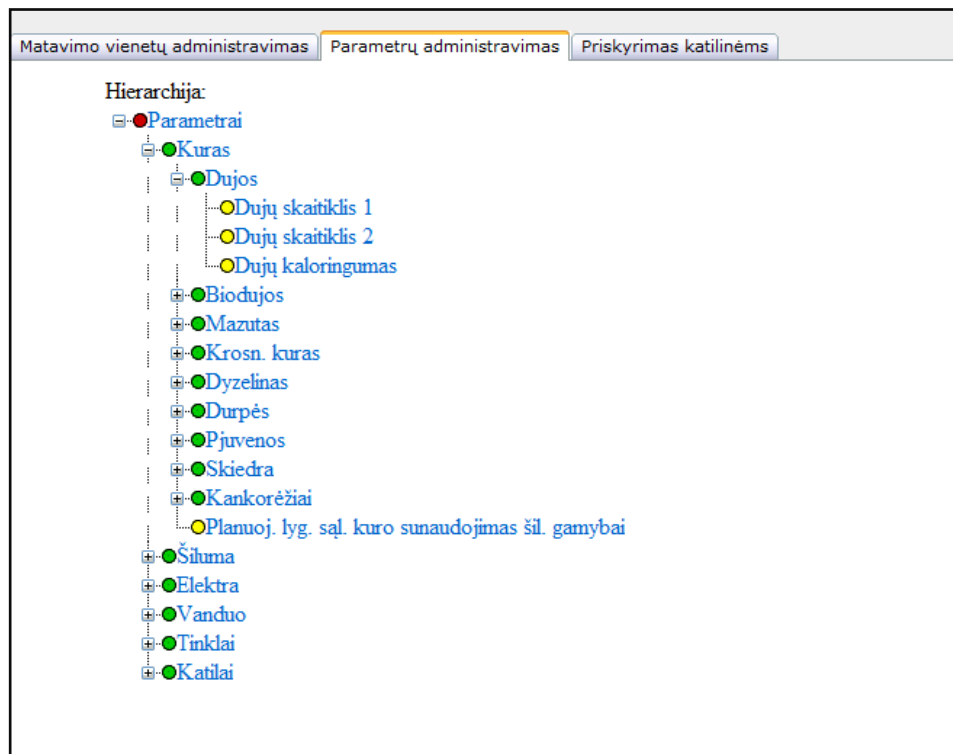 Matavimo vienetų administravimas Parametrų administravimas Priskyrimas katilinėms
Hierarchija:
Parametrai
Kuras
Dujos
Dujų skaitiklis 1
Dujų skaitiklis 2
Dujų kaloringumas
Biodujos
Mazutas
Krosn. kuras
Dyzelinas
Durpės
Pjuvenos
Skiedra
Kankorėžiai
Planuoj. lyg. sąl. kuro sunaudojimas šil. gamybai
Šiluma
Elektra
Vanduo
Tinklai
Katilai